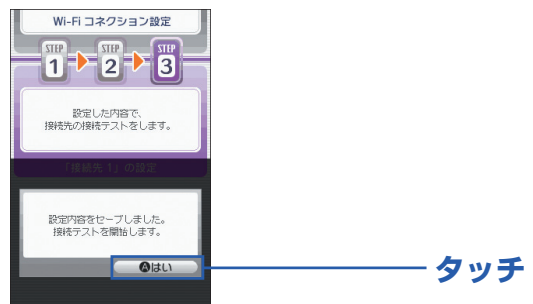 Wi-Fi コネクション設定
STEP 1 STEP 2 STEP 3
設定した内容で、
接続先の接続テストをします。
「接続先 1」の設定
設定内容をセーブしました。
接続テストを開始します。
Aはい
タッチ